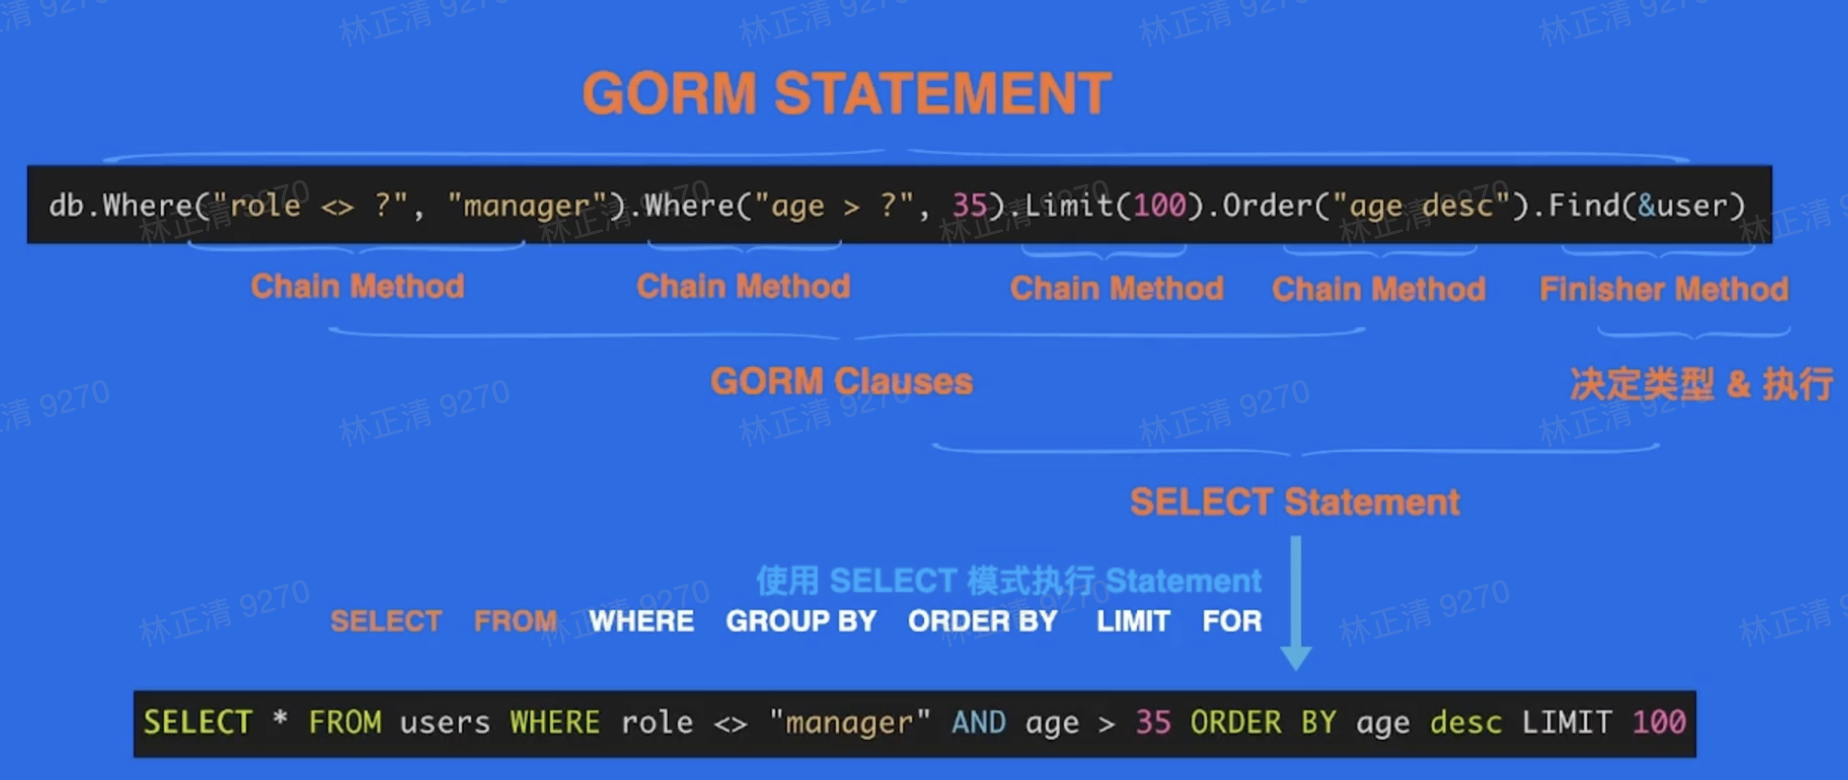 GORM STATEMENT
db.Where("role <> ?", "manager").Where("age > ?", 35).Limit(100).Order("age desc").Find(&user)
Chain Method Chain Method Chain Method Chain Method Finisher Method
GORM Clauses 决定类型 & 执行
SELECT Statement
使用 SELECT 模式执行 Statement
SELECT FROM WHERE GROUP BY ORDER BY LIMIT FOR
SELECT * FROM users WHERE role <> "manager" AND age > 35 ORDER BY age desc LIMIT 100
林正清 9270